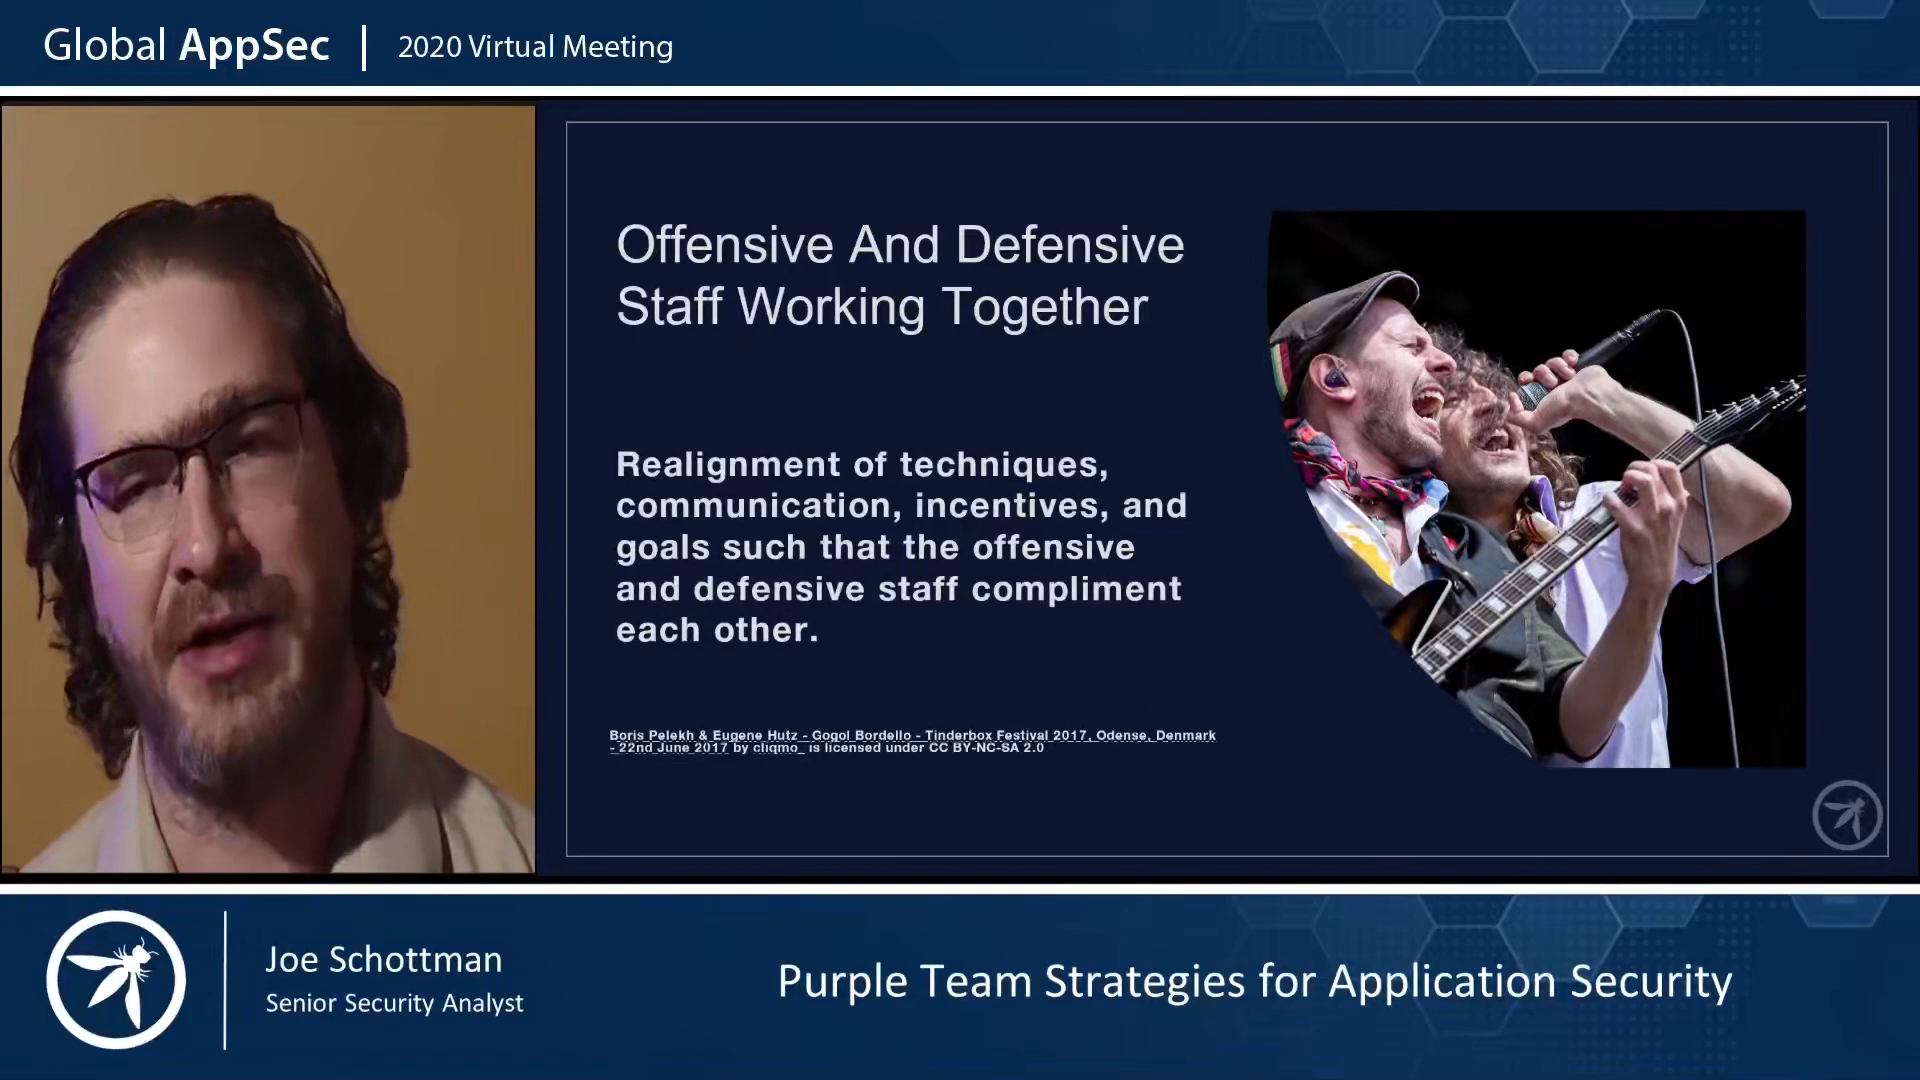 Global AppSec | 2020 Virtual Meeting
Offensive And Defensive
Staff Working Together
Realignment of techniques,
communication, incentives, and
goals such that the offensive
and defensive staff compliment
each other.
Boris Pelekh & Eugene Hutz - Gogol Bordello - Tinderbox Festival 2017, Odense, Denmark
- 22nd June 2017 by cliqmo_ is licensed under CC BY-NC-SA 2.0
Joe Schottman
Senior Security Analyst
Purple Team Strategies for Application Security